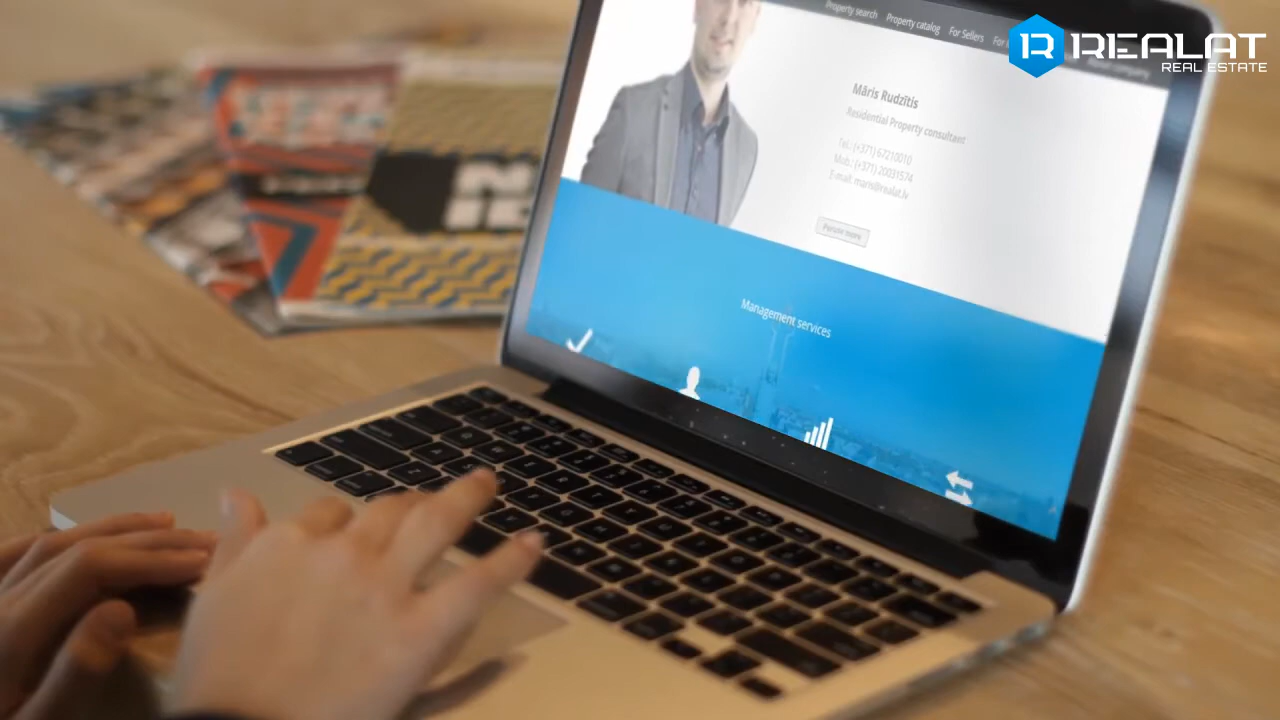 Property search Property catalog For Sellers For
REALAT
REAL ESTATE
Māris Rudzītis
Residential Property consultant
Tel.: (+371) 67210010
Mob.: (+371) 20031574
E-mail: maris@realat.lv
Management services